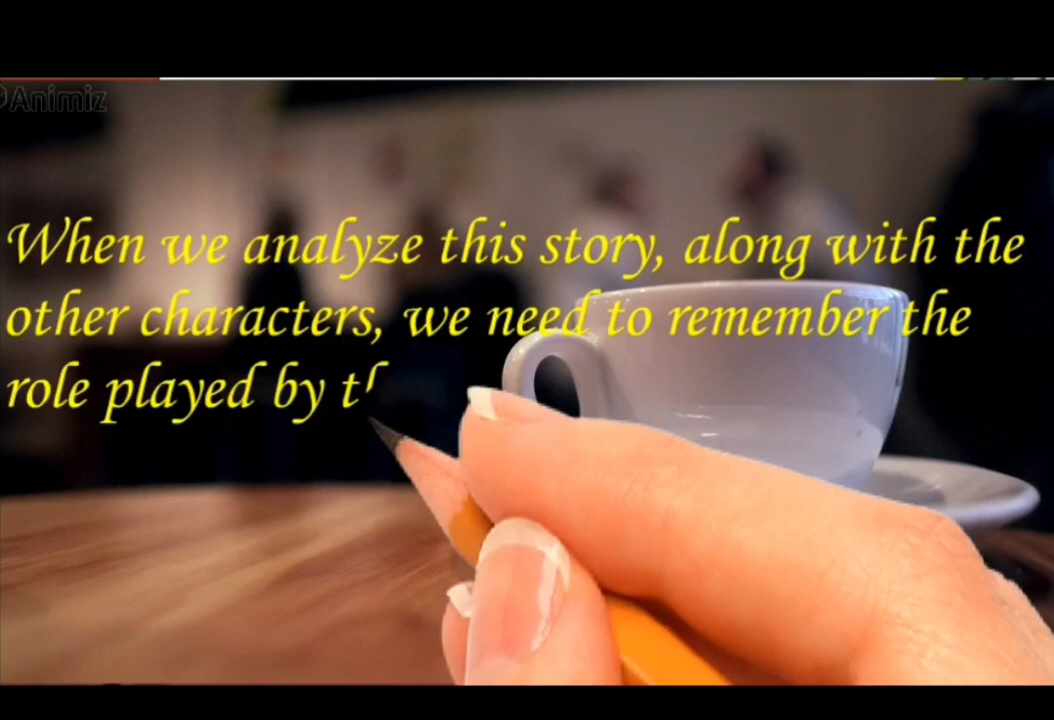 Animiz
When we analyze this story, along with the
other characters, we need to remember the
role played by